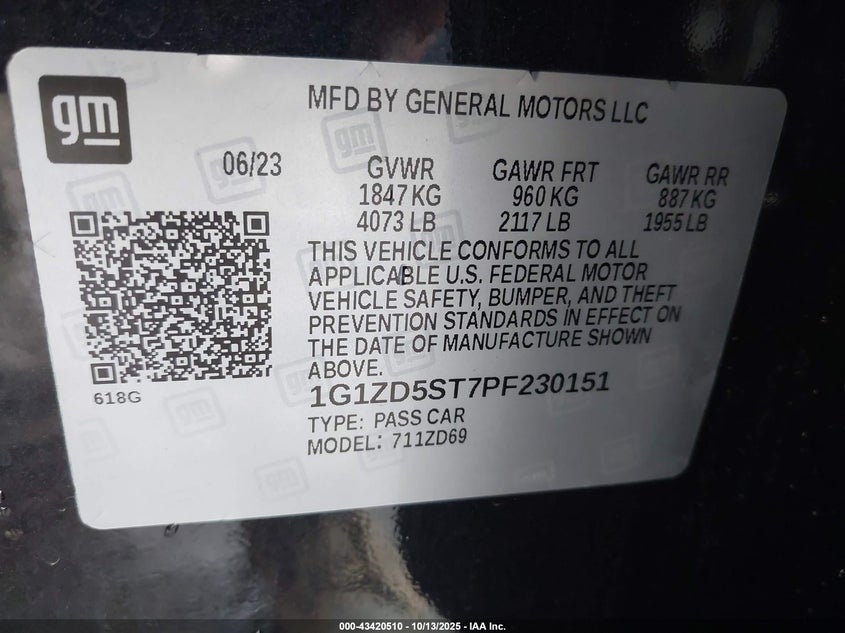 gm
MFD BY GENERAL MOTORS LLC
06/23 GVWR GAWR FRT GAWR RR
1847 KG 960 KG 887 KG
4073 LB 2117 LB 1955 LB
THIS VEHICLE CONFORMS TO ALL
APPLICABLE U.S. FEDERAL MOTOR
VEHICLE SAFETY, BUMPER, AND THEFT
PREVENTION STANDARDS IN EFFECT ON
THE DATE OF MANUFACTURE SHOWN
ABOVE.
618G
1G1ZD5ST7PF230151
TYPE: PASS CAR
MODEL: 711ZD69
000-43420510 - 10/13/2025 - IAA Inc.